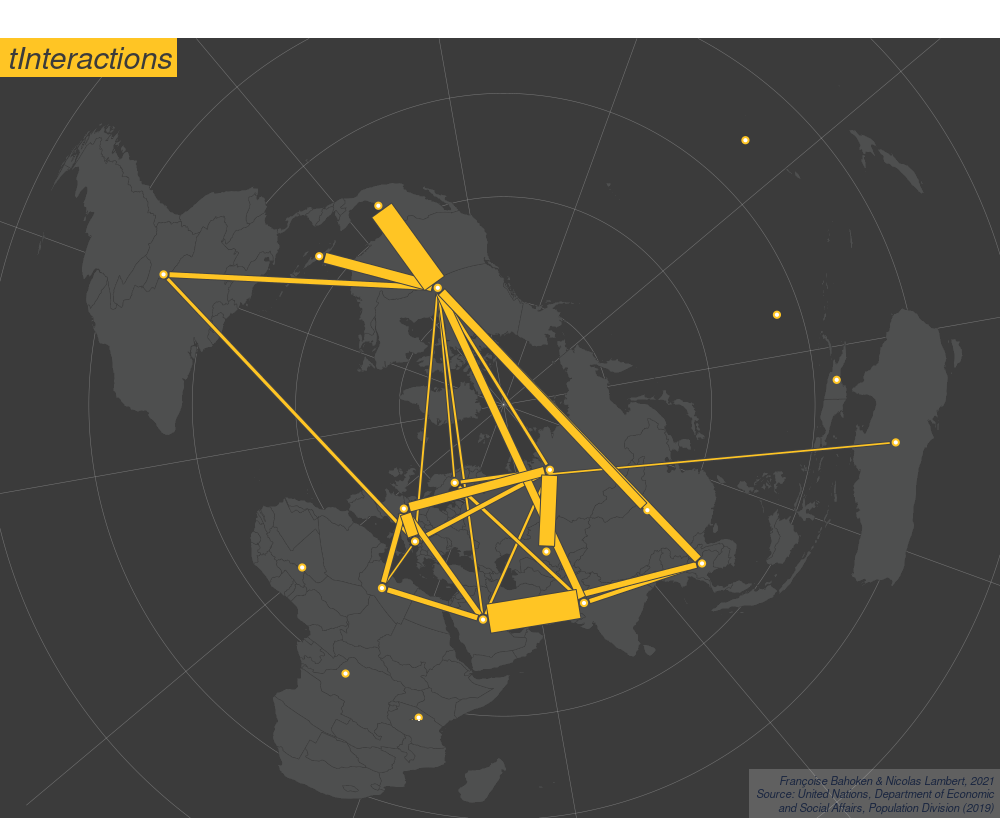 tInteractions
Françoise Bahoken & Nicolas Lambert, 2021
Source: United Nations, Department of Economic
and Social Affairs, Population Division (2019)